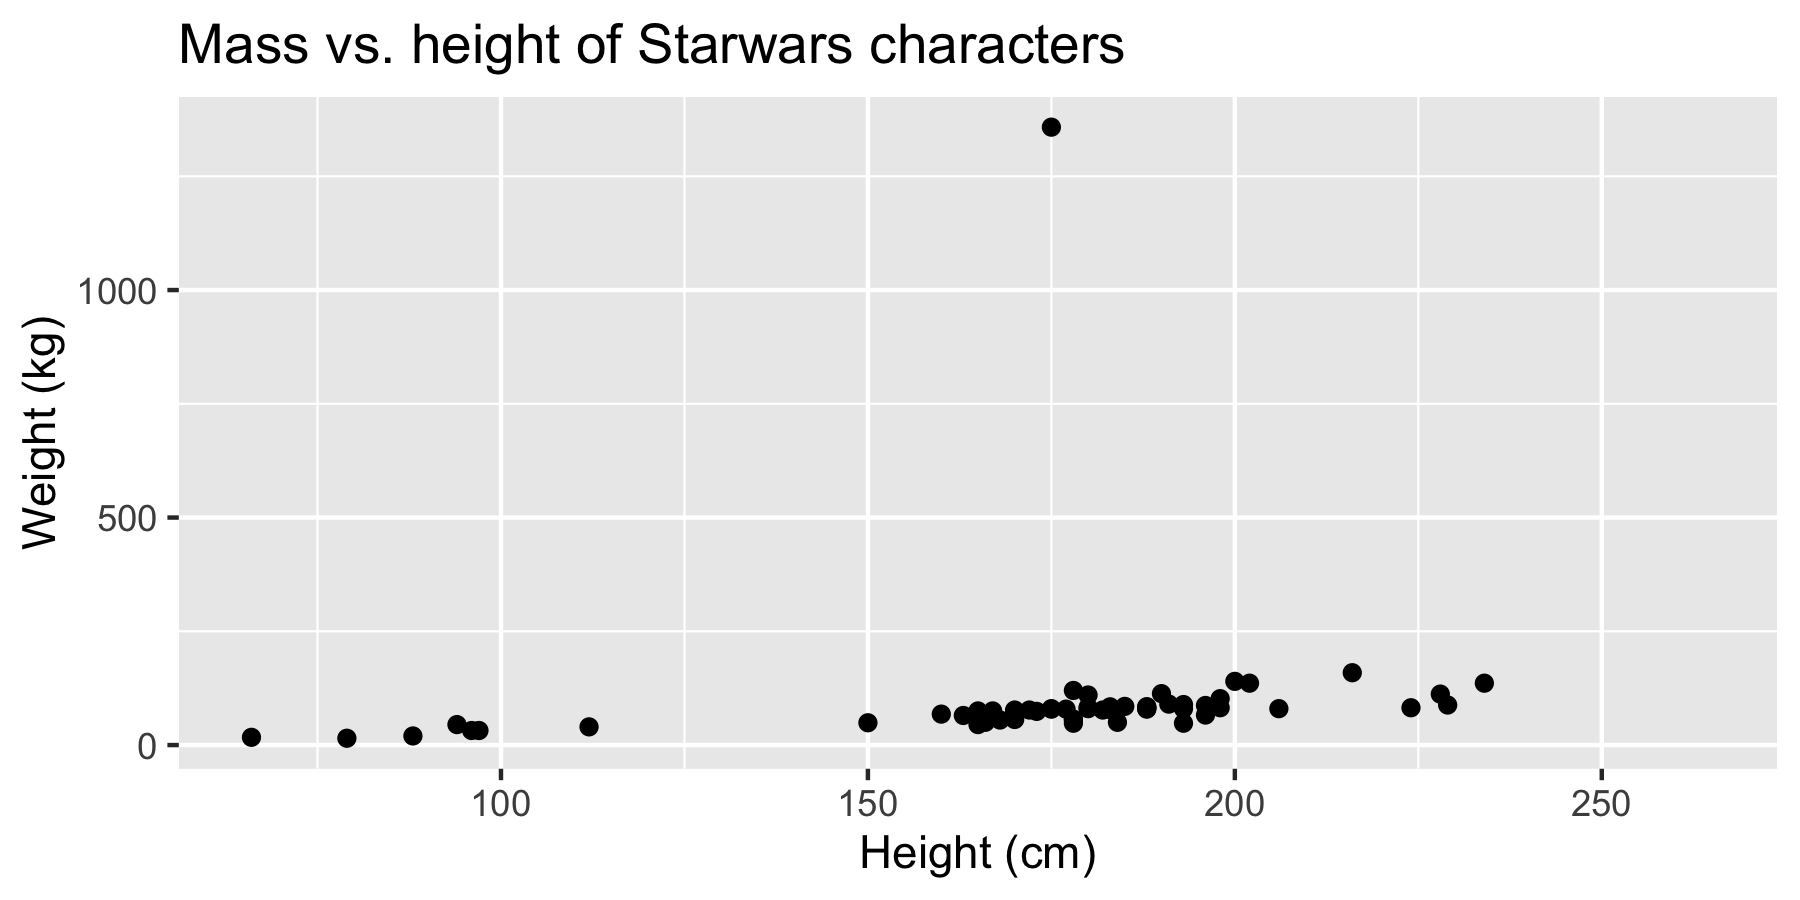 Mass vs. height of Starwars characters
1000
500
0
Weight (kg)
100 150 200 250
Height (cm)